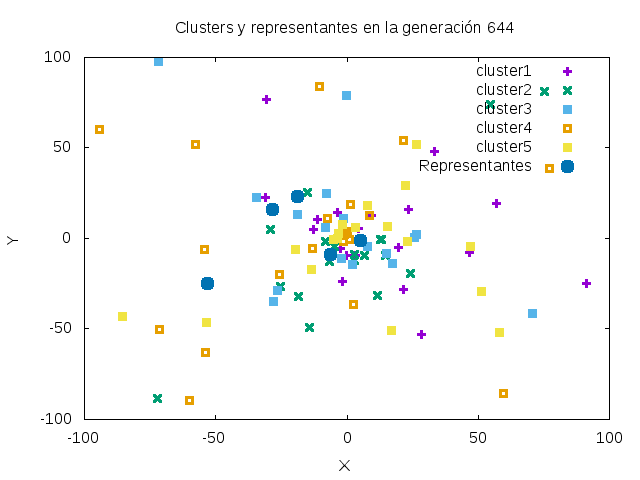 Clusters y representantes en la generación 644
100
50
0
-50
-100
-100 -50 0 50 100
X
Y
cluster1
cluster2
cluster3
cluster4
cluster5
Representantes